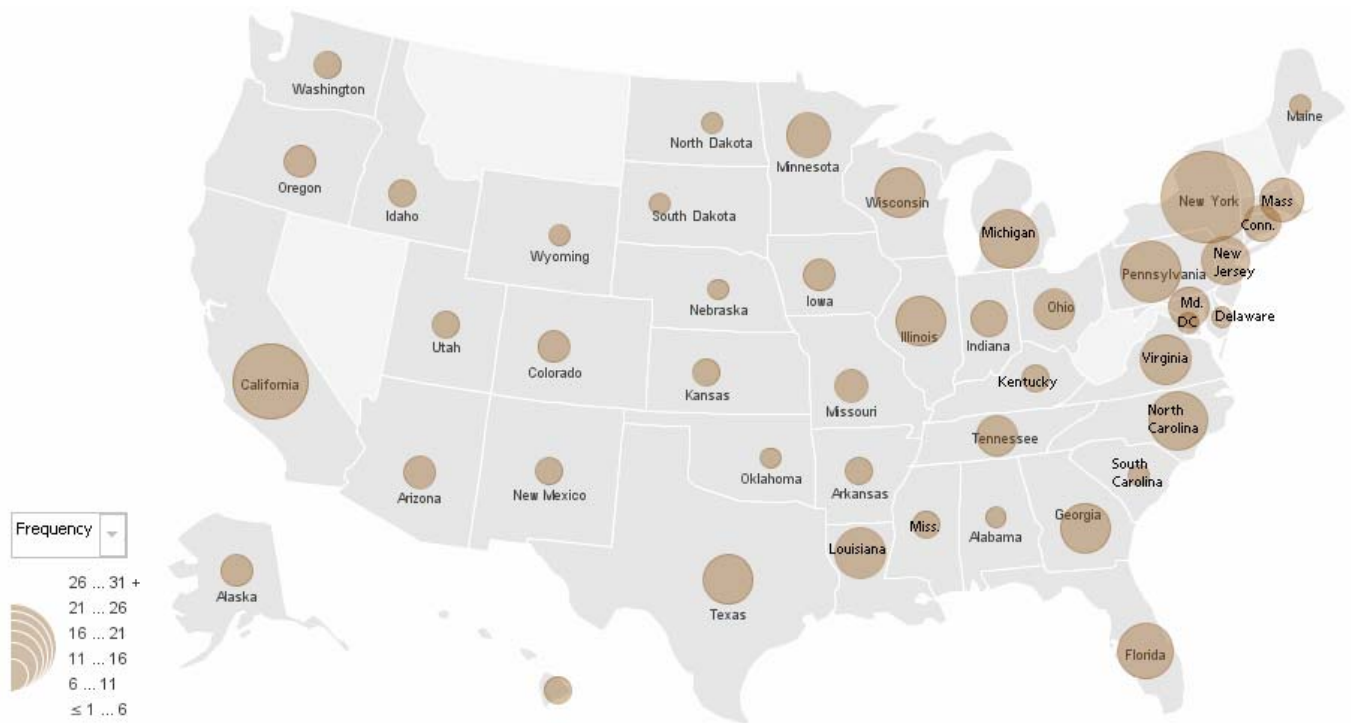 Washington
Maine
North Dakota
Minnesota
Oregon
Idaho
South Dakota
Wisconsin
Michigan
New York
Mass
Conn.
Wyoming
New
Jersey
Pennsylvania
Nebraska
Iowa
Md.
DC
Delaware
Ohio
Illinois
Indiana
Utah
Colorado
Kansas
Missouri
Kentucky
Virginia
California
North
Carolina
Tennessee
South
Carolina
Arizona
New Mexico
Oklahoma
Arkansas
Miss.
Alabama
Georgia
Louisiana
Texas
Florida
Alaska
Frequency
26 ... 31 +
21 ... 26
16 ... 21
11 ... 16
6 ... 11
≤ 1 ... 6